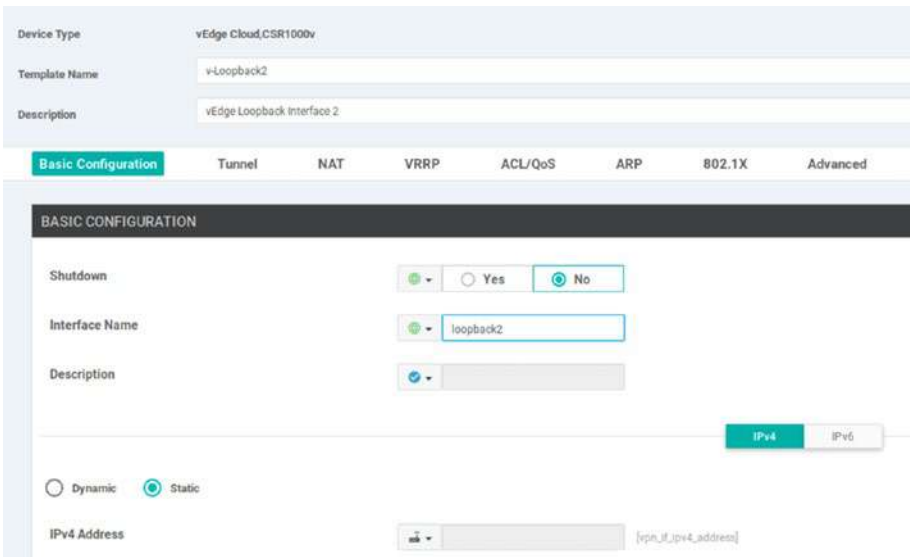 Device Type vEdge Cloud,CSR1000v
Template Name v-Loopback2
Description vEdge Loopback Interface 2
Basic Configuration Tunnel NAT VRRP ACL/QoS ARP 802.1X Advanced
BASIC CONFIGURATION
Shutdown Yes No
Interface Name loopback2
Description
IPv4 IPv6
Dynamic Static
IPv4 Address [vpn_if_ipv4_address]